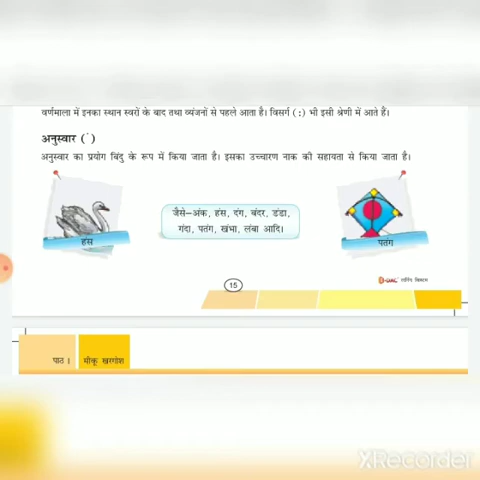 वर्णमाला में इनका स्थान स्वरों के बाद तथा व्यंजनों से पहले आता है। विसर्ग (:) भी इसी श्रेणी में आते हैं।
अनुस्वार (ं)
अनुस्वार का प्रयोग बिंदु के रूप में किया जाता है। इसका उच्चारण नाक की सहायता से किया जाता है।
जैसे–अंक, हंस, दंग, बंदर, डंडा,
गंदा, पतंग, खंभा, लंबा आदि।
हंस
पतंग
15
पाठ 1
मीकू खरगोश
XRecorder